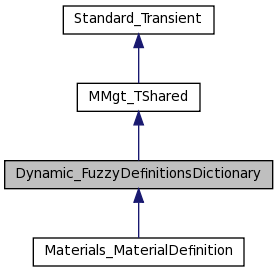 Standard_Transient
MMgt_TShared
Dynamic_FuzzyDefinitionsDictionary
Materials_MaterialDefinition